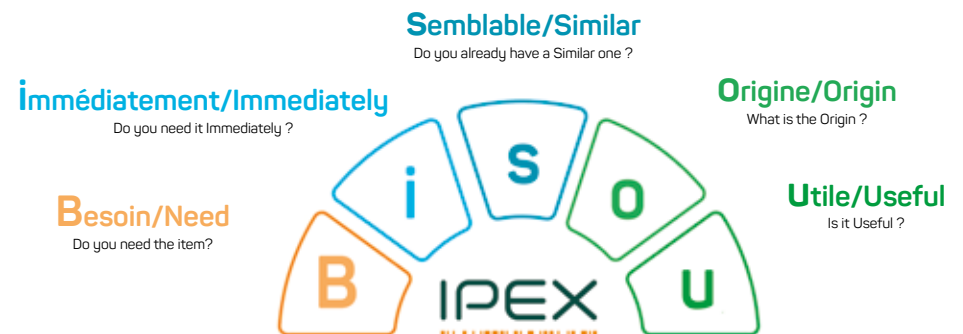 Semblable/Similar
Do you already have a Similar one ?
immédiatement/Immediately
Do you need it Immediately ?
Origine/Origin
What is the Origin ?
Besoin/Need
Do you need the item?
Utile/Useful
Is it Useful ?
B
i
S
O
U
IPEX